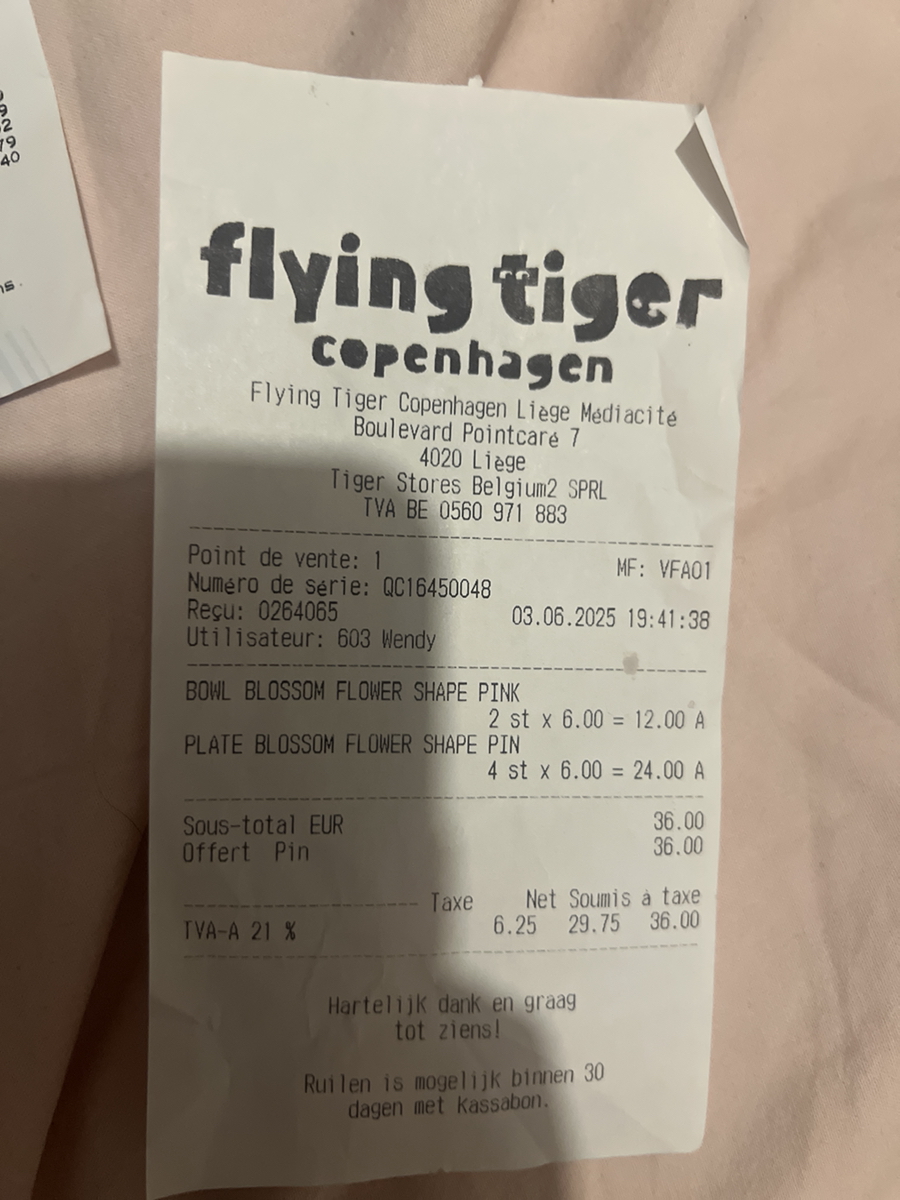 9
2
79
40
ns.
flying tiger
copenhagen
Flying Tiger Copenhagen Liège Médiacité
Boulevard Pointcaré 7
4020 Liège
Tiger Stores Belgium2 SPRL
TVA BE 0560 971 883
Point de vente: 1 MF: VFA01
Numéro de série: QC16450048
Reçu: 0264065 03.06.2025 19:41:38
Utilisateur: 603 Wendy
BOWL BLOSSOM FLOWER SHAPE PINK
2 st x 6.00 = 12.00 A
PLATE BLOSSOM FLOWER SHAPE PIN
4 st x 6.00 = 24.00 A
Sous-total EUR 36.00
Offert Pin 36.00
Taxe Net Soumis à taxe
TVA-A 21 % 6.25 29.75 36.00
Hartelijk dank en graag
tot ziens!
Ruilen is mogelijk binnen 30
dagen met Kassabon.